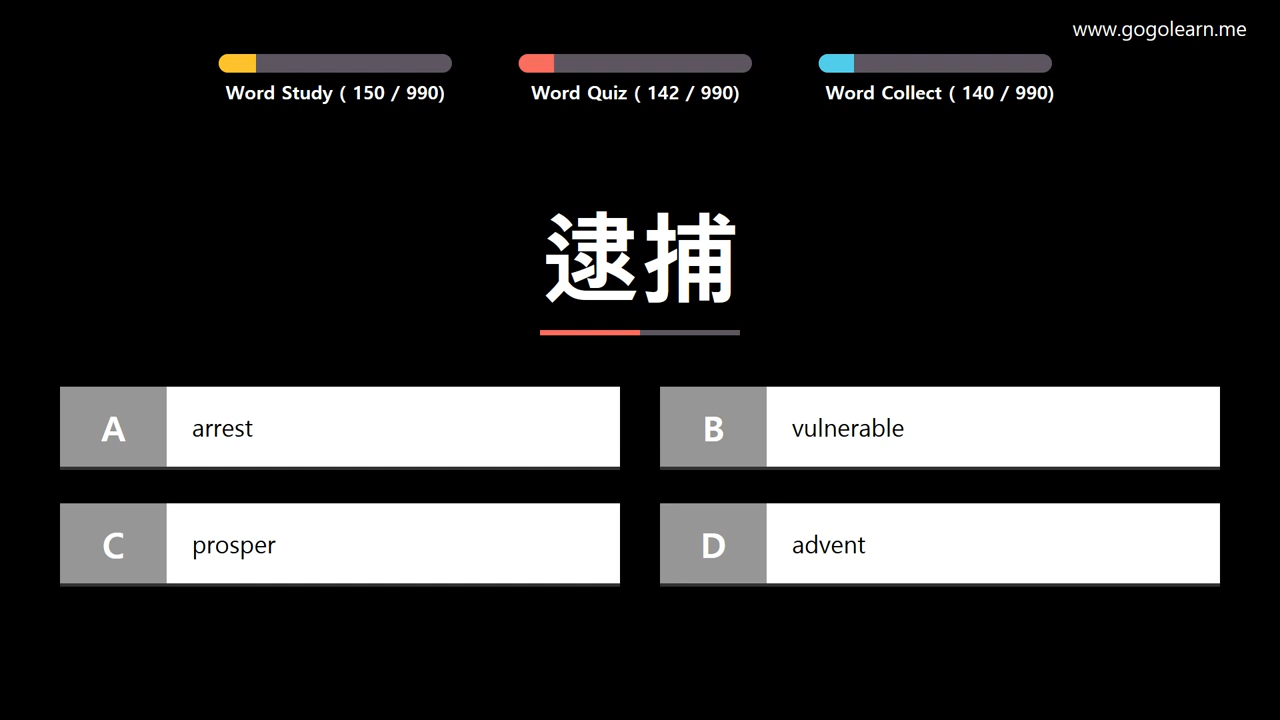 www.gogolearn.me
Word Study ( 150 / 990)
Word Quiz ( 142 / 990)
Word Collect ( 140 / 990)
逮捕
A arrest
B vulnerable
C prosper
D advent